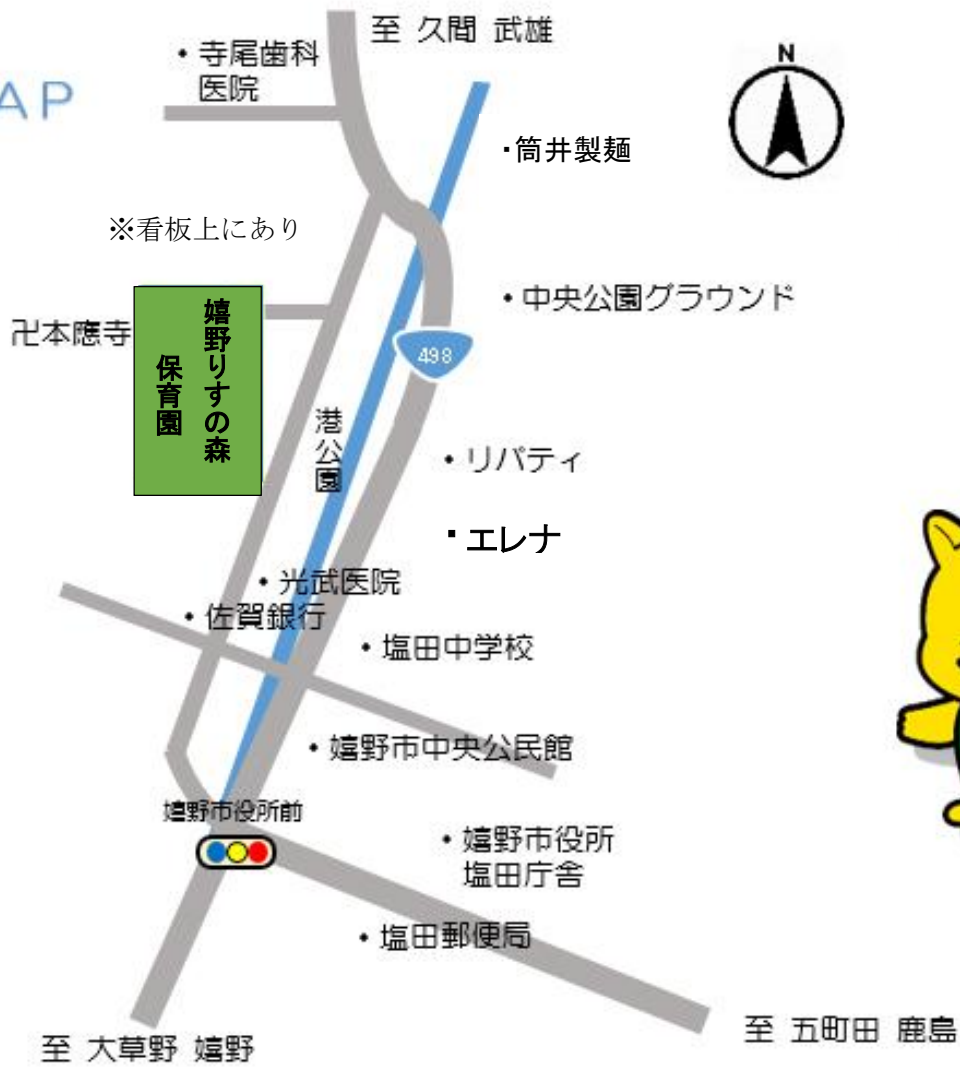 至 久間 武雄
・寺尾歯科
医院
AP
N
・筒井製麺
※看板上にあり
・中央公園グラウンド
卍本應寺
嬉野りすの森
保育園
498
港公園
・リバティ
・エレナ
・光武医院
・佐賀銀行
・塩田中学校
・嬉野市中央公民館
嬉野市役所前
・嬉野市役所
塩田庁舎
・塩田郵便局
至 五町田 鹿島
至 大草野 嬉野